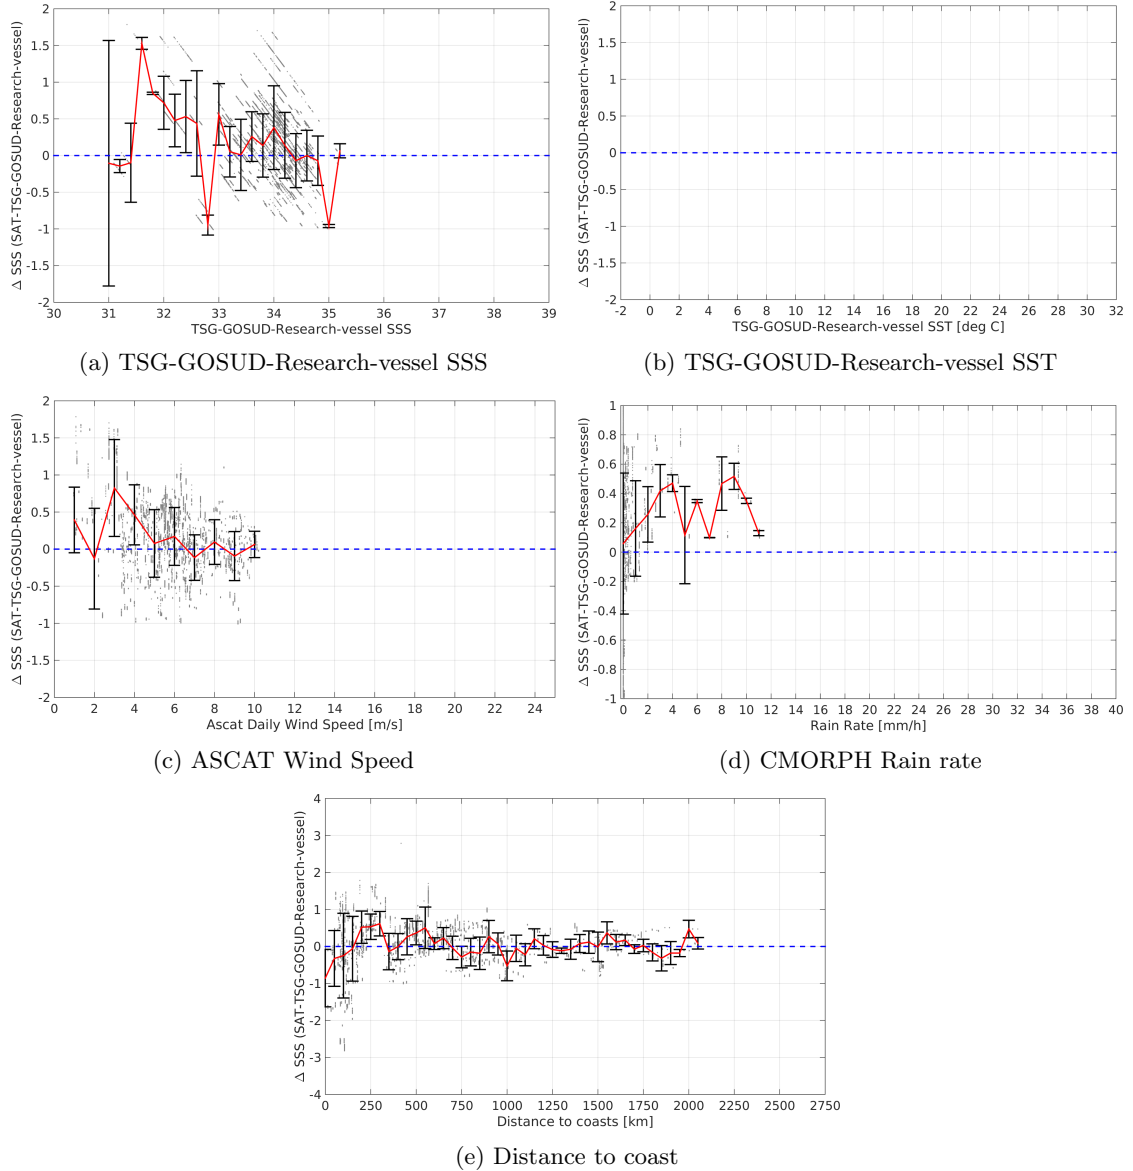 Δ SSS (SAT-TSG-GOSUD-Research-vessel)
2
1.5
1
0.5
0
-0.5
-1
-1.5
-2
30 31 32 33 34 35 36 37 38 39
TSG-GOSUD-Research-vessel SSS
(a) TSG-GOSUD-Research-vessel SSS
Δ SSS (SAT-TSG-GOSUD-Research-vessel)
2
1.5
1
0.5
0
-0.5
-1
-1.5
-2
-2 0 2 4 6 8 10 12 14 16 18 20 22 24 26 28 30 32
TSG-GOSUD-Research-vessel SST [deg C]
(b) TSG-GOSUD-Research-vessel SST
Δ SSS (SAT-TSG-GOSUD-Research-vessel)
2
1.5
1
0.5
0
-0.5
-1
-1.5
-2
0 2 4 6 8 10 12 14 16 18 20 22 24
Ascat Daily Wind Speed [m/s]
(c) ASCAT Wind Speed
Δ SSS (SAT-TSG-GOSUD-Research-vessel)
1
0.8
0.6
0.4
0.2
0
-0.2
-0.4
-0.6
-0.8
-1
0 2 4 6 8 10 12 14 16 18 20 22 24 26 28 30 32 34 36 38 40
Rain Rate [mm/h]
(d) CMORPH Rain rate
Δ SSS (SAT-TSG-GOSUD-Research-vessel)
4
3
2
1
0
-1
-2
-3
-4
0 250 500 750 1000 1250 1500 1750 2000 2250 2500 2750
Distance to coasts [km]
(e) Distance to coast